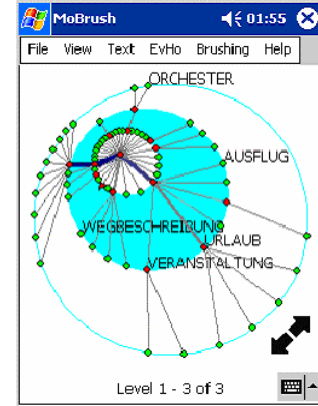 MoBrush 01:55
File View Text EvHo Brushing Help
ORCHESTER
AUSFLUG
WEGBESCHREIBUNG
URLAUB
VERANSTALTUNG
Level 1 - 3 of 3